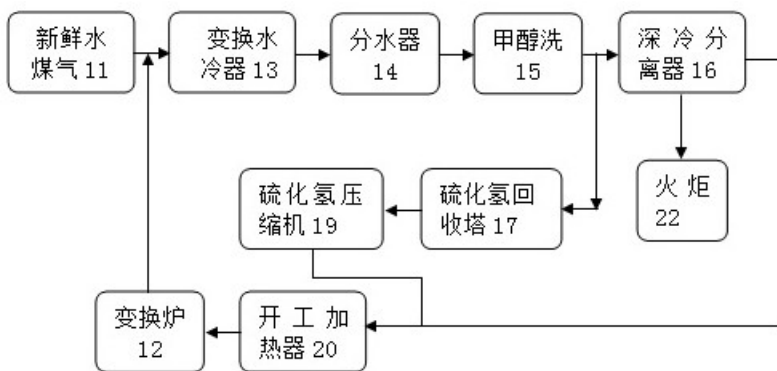 新鲜水
煤气 11
变换水
冷器 13
分水器
14
甲醇洗
15
深冷分
离器 16
硫化氢压
缩机 19
硫化氢回
收塔 17
火炬
22
变换炉
12
开工加
热器 20